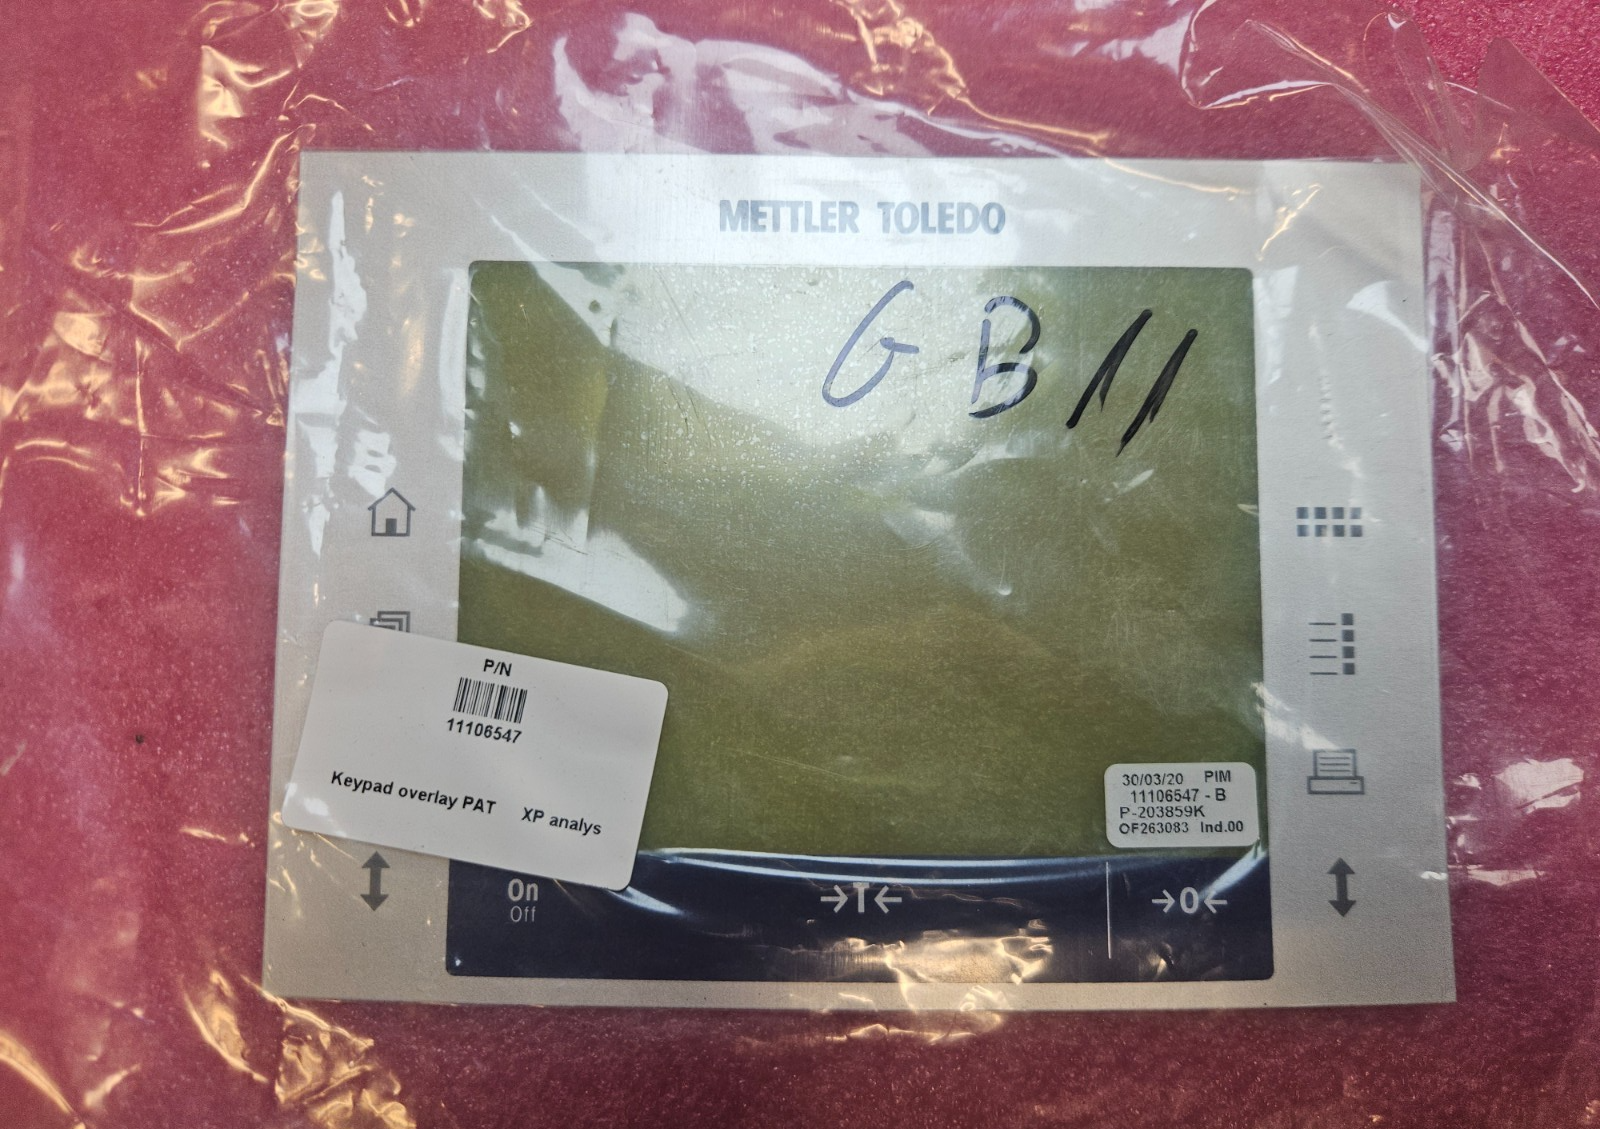 METTLER TOLEDO
G B 11
P/N
11106547
Keypad overlay PAT XP analys
30/03/20 PIM
11106547 - B
P-203859K
OF263083 Ind.00
On
Off
→T←
→0←